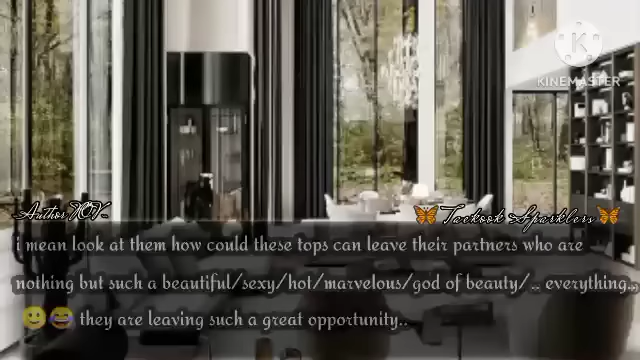 KINEMASTER
Author POV..
🦋Taekook Sparklers🦋
i mean look at them how could these tops can leave their partners who are
nothing but such a beautiful/sexy/hot/marvelous/god of beauty/.. everything..
🙂😂 they are leaving such a great opportunity..